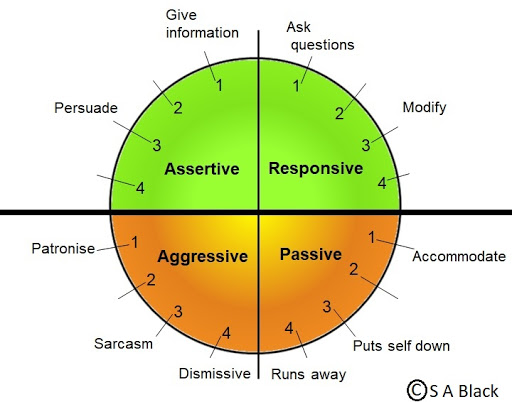 Give
information
Ask
questions
1
1
2
2
Persuade
Modify
3
3
Assertive
Responsive
4
4
Patronise
1
Aggressive
Passive
1
Accommodate
2
2
3
3
Sarcasm
4
4
Puts self down
Dismissive
Runs away
©S A Black